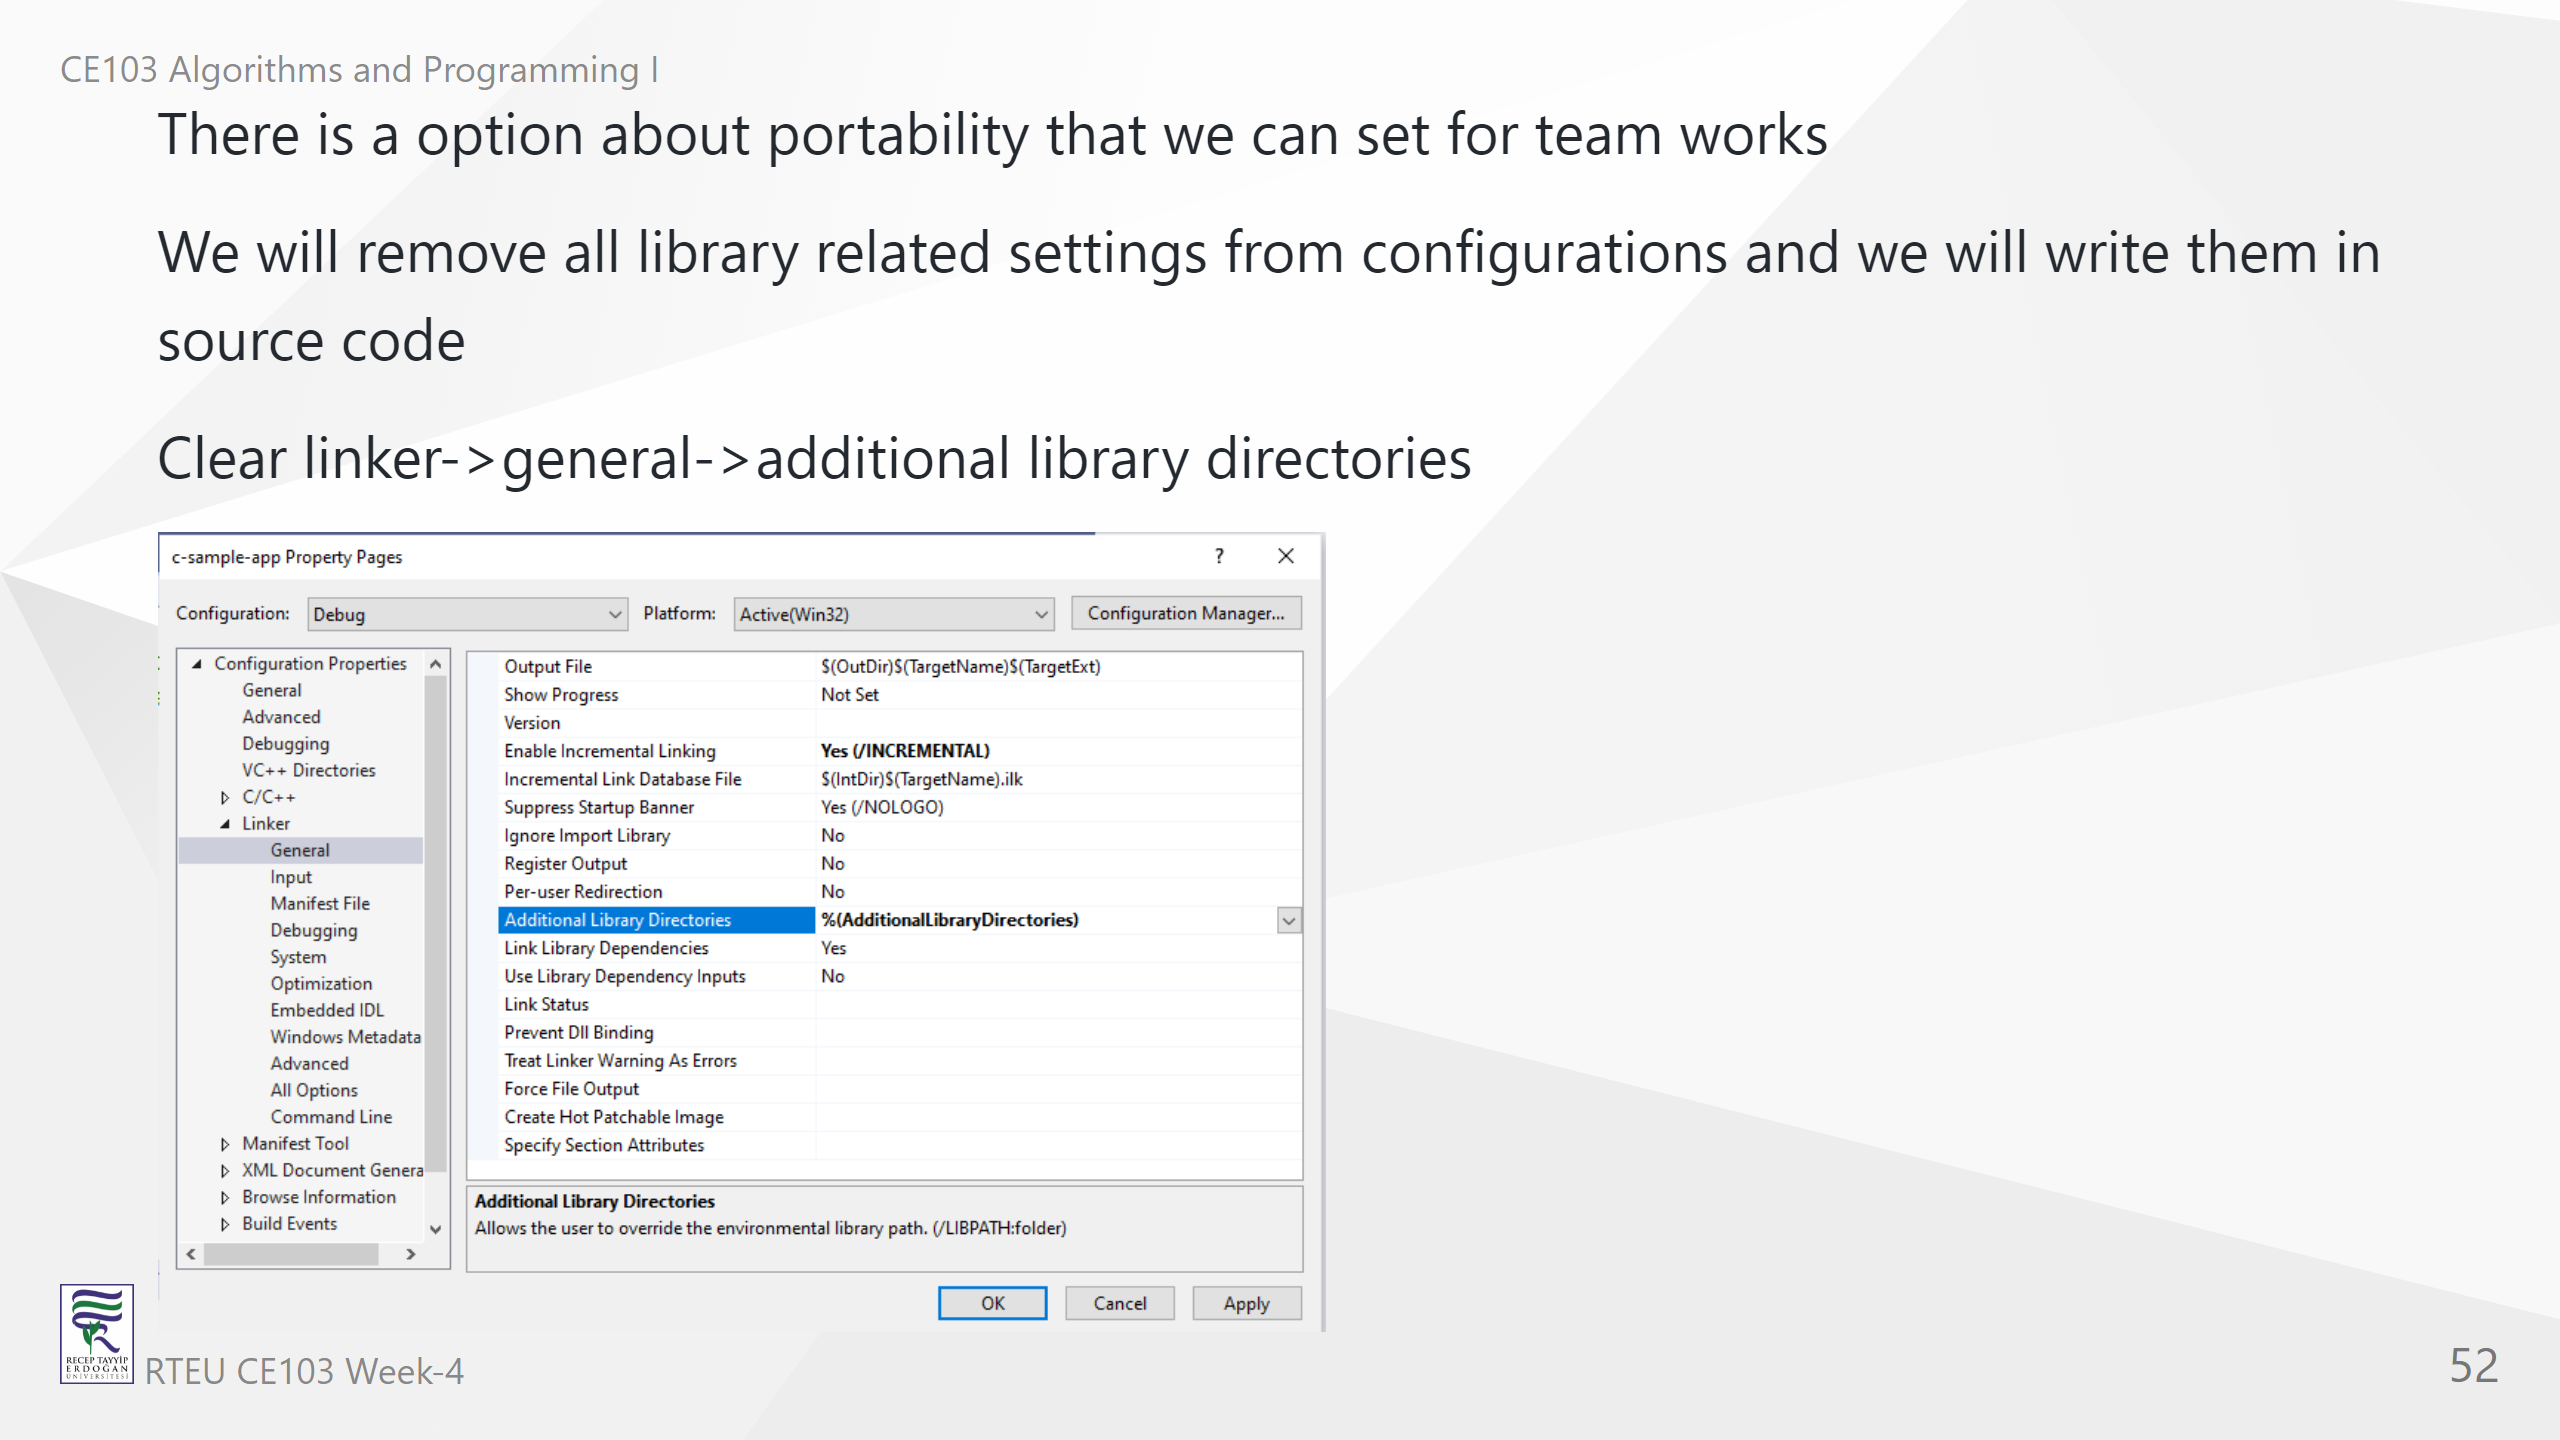 CE103 Algorithms and Programming I
There is a option about portability that we can set for team works
We will remove all library related settings from configurations and we will write them in
source code
Clear linker->general->additional library directories
c-sample-app Property Pages
Configuration: Debug Platform: Active(Win32) Configuration Manager...
Configuration Properties
General
Advanced
Debugging
VC++ Directories
C/C++
Linker
General
Input
Manifest File
Debugging
System
Optimization
Embedded IDL
Windows Metadata
Advanced
All Options
Command Line
Manifest Tool
XML Document Genera
Browse Information
Build Events
Output File $(OutDir)$(TargetName)$(TargetExt)
Show Progress Not Set
Version
Enable Incremental Linking Yes (/INCREMENTAL)
Incremental Link Database File $(IntDir)$(TargetName).ilk
Suppress Startup Banner Yes (/NOLOGO)
Ignore Import Library No
Register Output No
Per-user Redirection No
Additional Library Directories %(AdditionalLibraryDirectories)
Link Library Dependencies Yes
Use Library Dependency Inputs No
Link Status
Prevent Dll Binding
Treat Linker Warning As Errors
Force File Output
Create Hot Patchable Image
Specify Section Attributes
Additional Library Directories
Allows the user to override the environmental library path. (/LIBPATH:folder)
OK Cancel Apply
RECEP TAYYİP
ERDOĞAN
ÜNİVERSİTESİ
RTEU CE103 Week-4
52